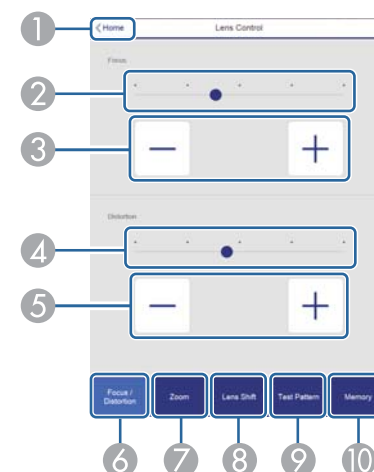 1
< Home
Lens Control
Focus
2
3
Distortion
4
5
Focus /
Distortion
Zoom
Lens Shift
Test Pattern
Memory
6
7
8
9
10